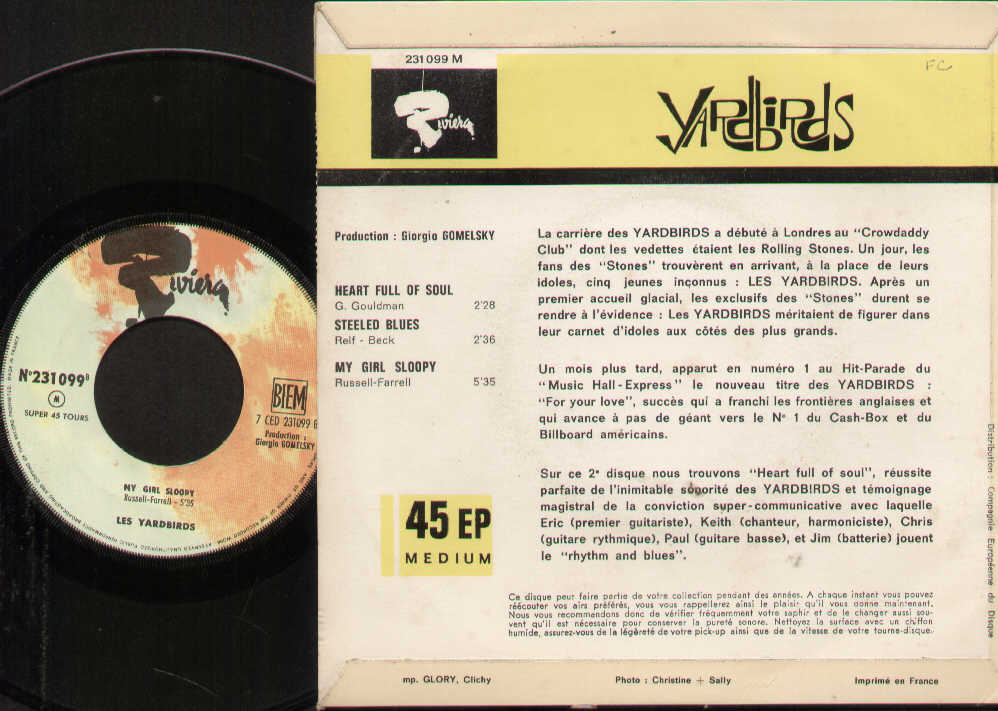 231 099 M
Riviera
FC
YARDBIRDS
Production : Giorgio GOMELSKY
HEART FULL OF SOUL
G. Gouldman 2'28
STEELED BLUES
Relf - Beck 2'36
MY GIRL SLOOPY
Russell-Farrell 5'35
La carrière des YARDBIRDS a débuté à Londres au "Crowdaddy
Club" dont les vedettes étaient les Rolling Stones. Un jour, les
fans des "Stones" trouvèrent en arrivant, à la place de leurs
idoles, cinq jeunes inçonnus : LES YARDBIRDS. Après un
premier accueil glacial, les exclusifs des "Stones" durent se
rendre à l'évidence : Les YARDBIRDS méritaient de figurer dans
leur carnet d'idoles aux côtés des plus grands.
Un mois plus tard, apparut en numéro 1 au Hit-Parade du
"Music Hall-Express" le nouveau titre des YARDBIRDS :
"For your love", succès qui a franchi les frontières anglaises et
qui avance à pas de géant vers le N° 1 du Cash-Box et du
Billboard américains.
Sur ce 2e disque nous trouvons "Heart full of soul", réussite
parfaite de l'inimitable sonorité des YARDBIRDS et témoignage
magistral de la conviction super-communicative avec laquelle
Eric (premier guitariste), Keith (chanteur, harmoniciste), Chris
(guitare rythmique), Paul (guitare basse), et Jim (batterie) jouent
le "rhythm and blues".
45 EP
MEDIUM
Ce disque peut faire partie de votre collection pendant des années. A chaque instant vous pouvez
réécouter vos airs préférés, vous vous rappellerez ainsi le plaisir qu'il vous donne maintenant.
Nous vous recommandons donc de vérifier fréquemment votre saphir et de le changer aussi sou-
vent qu'il est nécessaire pour conserver la pureté sonore. Nettoyez la surface avec un chiffon
humide, assurez-vous de la légèreté de votre pick-up ainsi que de la vitesse de votre tourne-disque.
Distribution : Compagnie Européenne du Disque
mp. GLORY, Clichy
Photo : Christine + Sally
Imprimé en France
Riviera
N° 231 099 B
M
SUPER 45 TOURS
BIEM
7 CED 231099 B
Production :
Giorgio GOMELSKY
MY GIRL SLOOPY
Russell-Farrell - 5'35
LES YARDBIRDS
MADE IN FRANCE